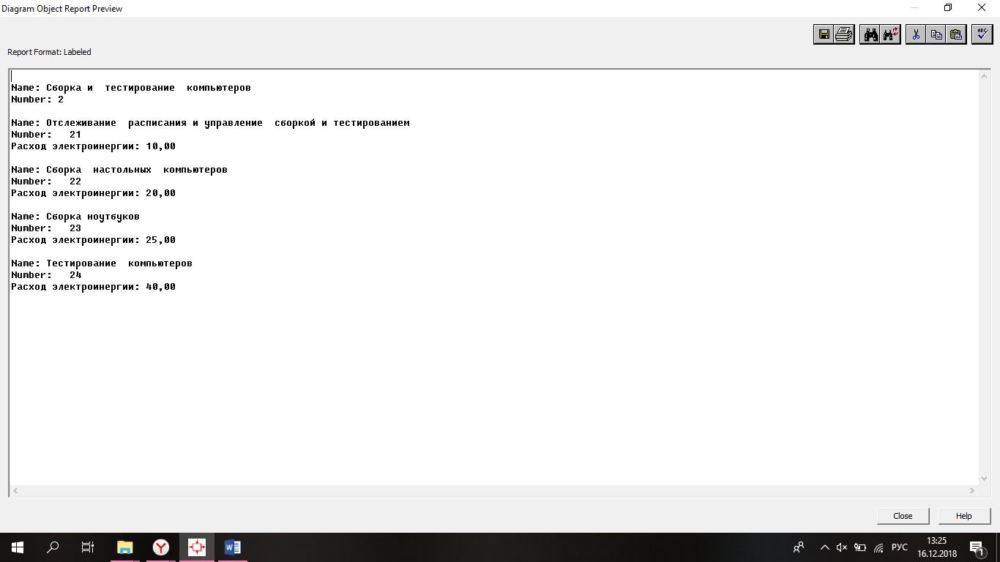 Diagram Object Report Preview
ABC
Report Format: Labeled
Name: Сборка и  тестирование  компьютеров
Number: 2
Name: Отслеживание  расписания и управление  сборкой и тестированием
Number:   21
Расход электроинергии: 10,00
Name: Сборка  настольных  компьютеров
Number:   22
Расход электроинергии: 20,00
Name: Сборка ноутбуков
Number:   23
Расход электроинергии: 25,00
Name: Тестирование  компьютеров
Number:   24
Расход электроинергии: 40,00
Close Help
РУС
13:25
16.12.2018
1